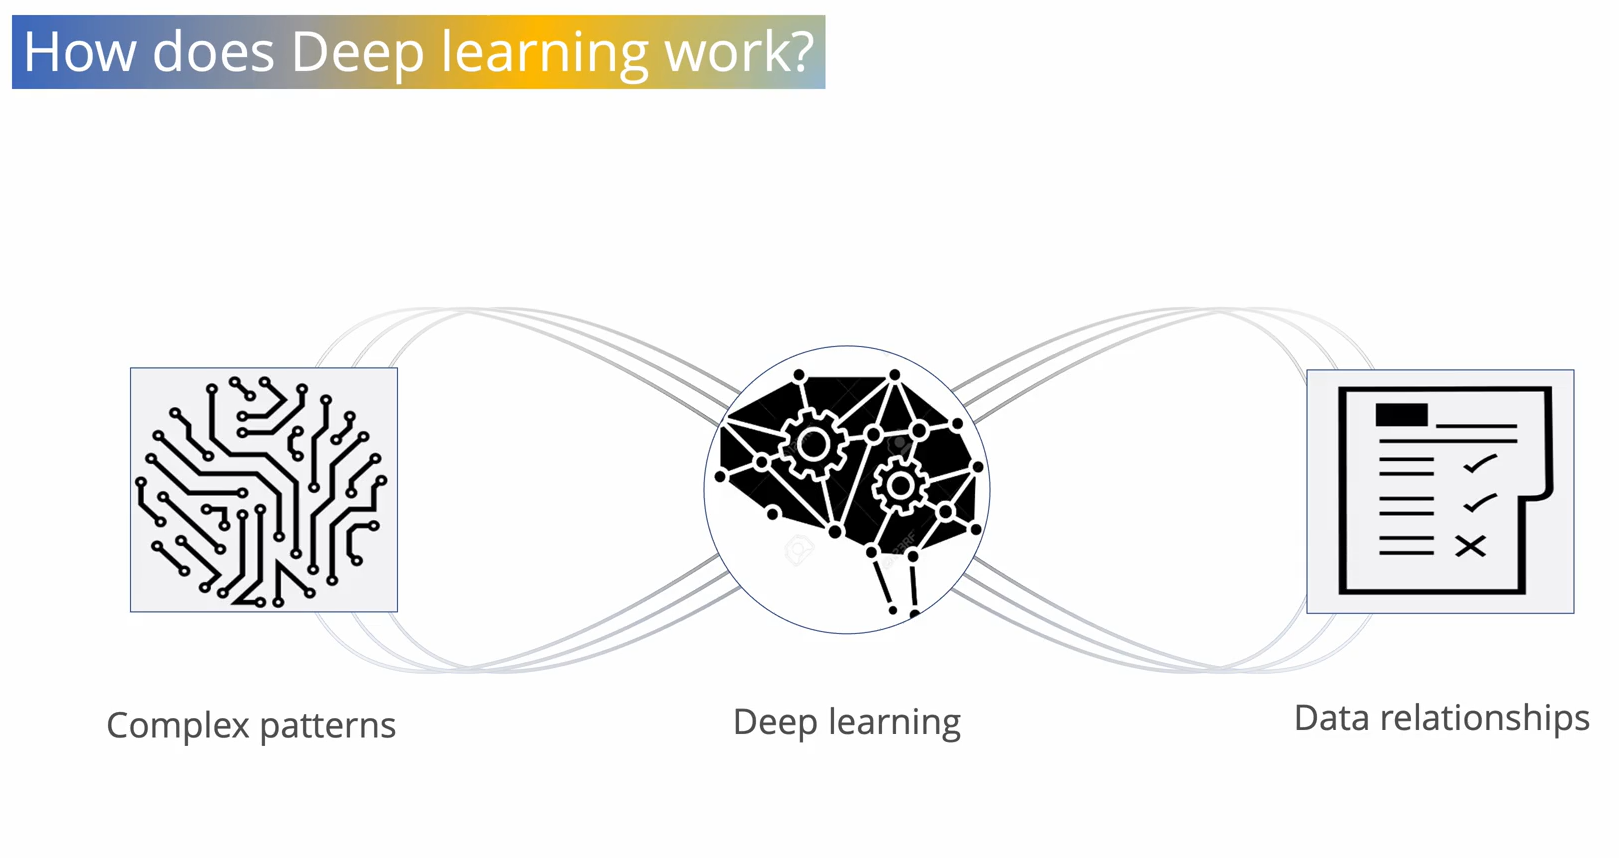 How does Deep learning work?
Complex patterns
Deep learning
Data relationships